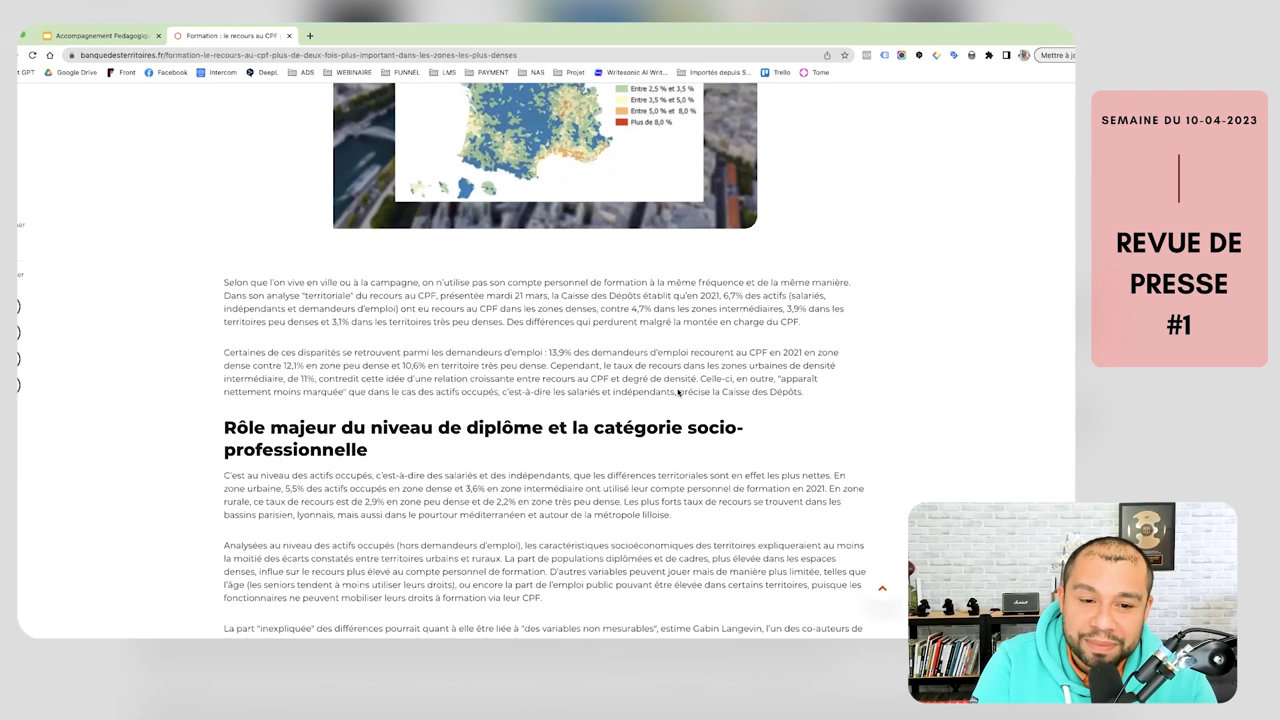 Accompagnement Pedagogiq
Formation : le recours au CPF
banquedesterritoires.fr/formation-le-recours-au-cpf-plus-de-deux-fois-plus-important-dans-les-zones-les-plus-denses
Mettre à jo
t GPT Google Drive Front Facebook Intercom DeepL ADS WEBINAIRE FUNNEL LMS PAYMENT NAS Projet Writesonic AI Writ... Importés depuis S... Trello Tome
Entre 2,5 % et 3,5 %
Entre 3,5 % et 5,0 %
Entre 5,0 % et 8,0 %
Plus de 8,0 %
Selon que l'on vive en ville ou à la campagne, on n'utilise pas son compte personnel de formation à la même fréquence et de la même manière.
Dans son analyse "territoriale" du recours au CPF, présentée mardi 21 mars, la Caisse des Dépôts établit qu'en 2021, 6,7% des actifs (salariés,
indépendants et demandeurs d'emploi) ont eu recours au CPF dans les zones denses, contre 4,7% dans les zones intermédiaires, 3,9% dans les
territoires peu denses et 3,1% dans les territoires très peu denses. Des différences qui perdurent malgré la montée en charge du CPF.
Certaines de ces disparités se retrouvent parmi les demandeurs d'emploi : 13,9% des demandeurs d'emploi recourent au CPF en 2021 en zone
dense contre 12,1% en zone peu dense et 10,6% en territoire très peu dense. Cependant, le taux de recours dans les zones urbaines de densité
intermédiaire, de 11%, contredit cette idée d'une relation croissante entre recours au CPF et degré de densité. Celle-ci, en outre, "apparaît
nettement moins marquée" que dans le cas des actifs occupés, c'est-à-dire les salariés et indépendants, précise la Caisse des Dépôts.
Rôle majeur du niveau de diplôme et la catégorie socio-
professionnelle
C'est au niveau des actifs occupés, c'est-à-dire des salariés et des indépendants, que les différences territoriales sont en effet les plus nettes. En
zone urbaine, 5,5% des actifs occupés en zone dense et 3,6% en zone intermédiaire ont utilisé leur compte personnel de formation en 2021. En zone
rurale, ce taux de recours est de 2,9% en zone peu dense et de 2,2% en zone très peu dense. Les plus forts taux de recours se trouvent dans les
bassins parisien, lyonnais, mais aussi dans le pourtour méditerranéen et autour de la métropole lilloise.
Analysées au niveau des actifs occupés (hors demandeurs d'emploi), les caractéristiques socioéconomiques des territoires expliqueraient au moins
la moitié des écarts constatés entre territoires urbains et ruraux. La part de populations diplômées et de cadres, plus élevée dans les espaces
denses, influe sur le recours plus élevé au compte personnel de formation. D'autres variables peuvent jouer mais de manière plus limitée, telles que
l'âge (les seniors tendent à moins utiliser leurs droits), ou encore la part de l'emploi public pouvant être élevée dans certains territoires, puisque les
fonctionnaires ne peuvent mobiliser leurs droits à formation via leur CPF.
La part "inexpliquée" des différences pourrait quant à elle être liée à "des variables non mesurables", estime Gabin Langevin, l'un des co-auteurs de
SEMAINE DU 10-04-2023
REVUE DE
PRESSE
#1
Marshall